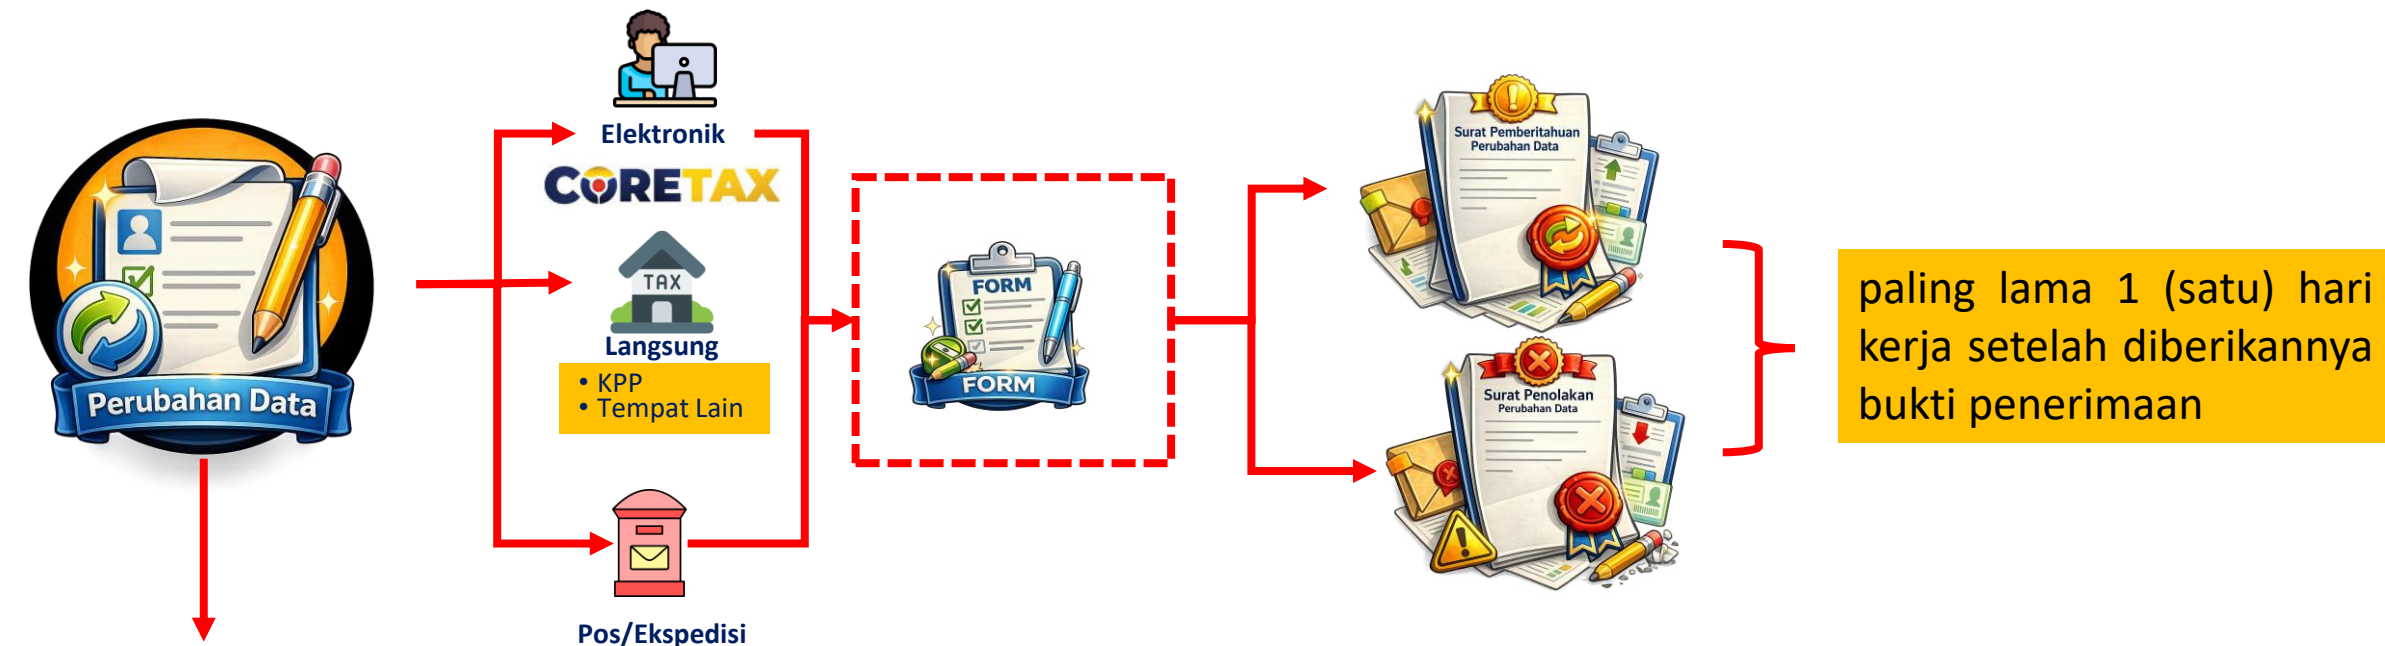 Perubahan Data
Elektronik
CORETAX
TAX
Langsung
• KPP
• Tempat Lain
Pos/Ekspedisi
FORM
FORM
Surat Pemberitahuan
Perubahan Data
Surat Penolakan
Perubahan Data
paling lama 1 (satu) hari
kerja setelah diberikannya
bukti penerimaan